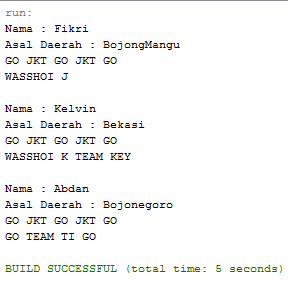 run:
Nama : Fikri
Asal Daerah : BojongMangu
GO JKT GO JKT GO
WASSHOI J
Nama : Kelvin
Asal Daerah : Bekasi
GO JKT GO JKT GO
WASSHOI K TEAM KEY
Nama : Abdan
Asal Daerah : Bojonegoro
GO JKT GO JKT GO
GO TEAM TI GO
BUILD SUCCESSFUL (total time: 5 seconds)